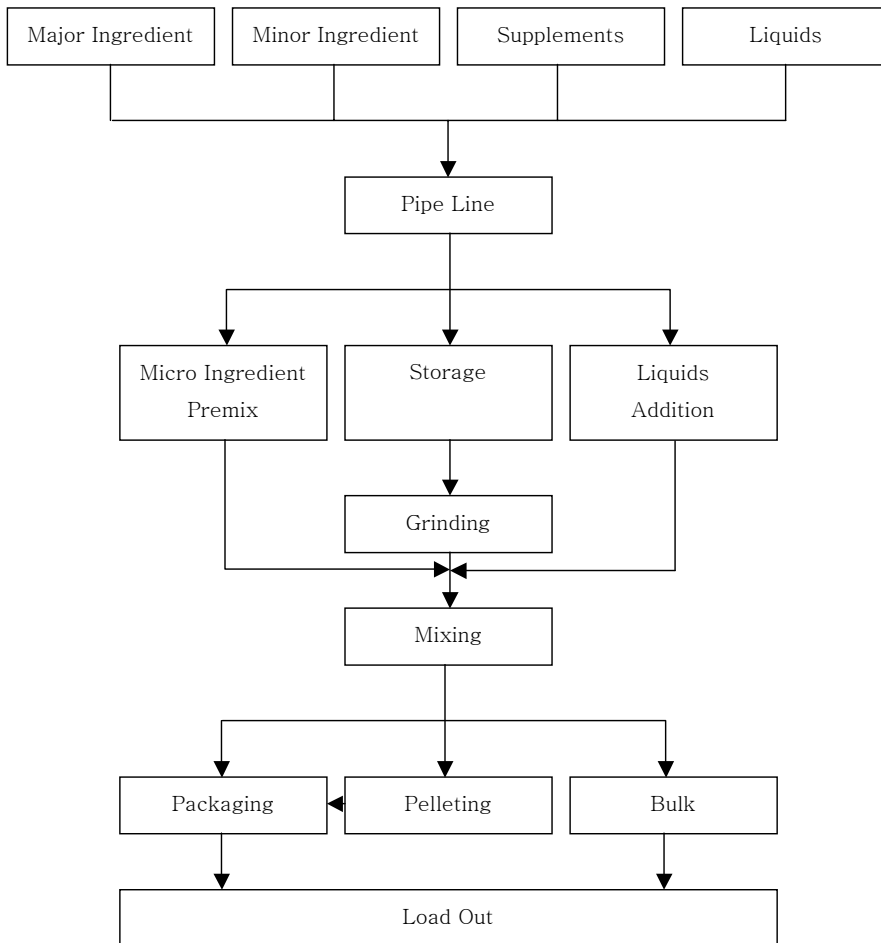 Major Ingredient
Minor Ingredient
Supplements
Liquids
Pipe Line
Micro Ingredient
Premix
Storage
Liquids
Addition
Grinding
Mixing
Packaging
Pelleting
Bulk
Load Out